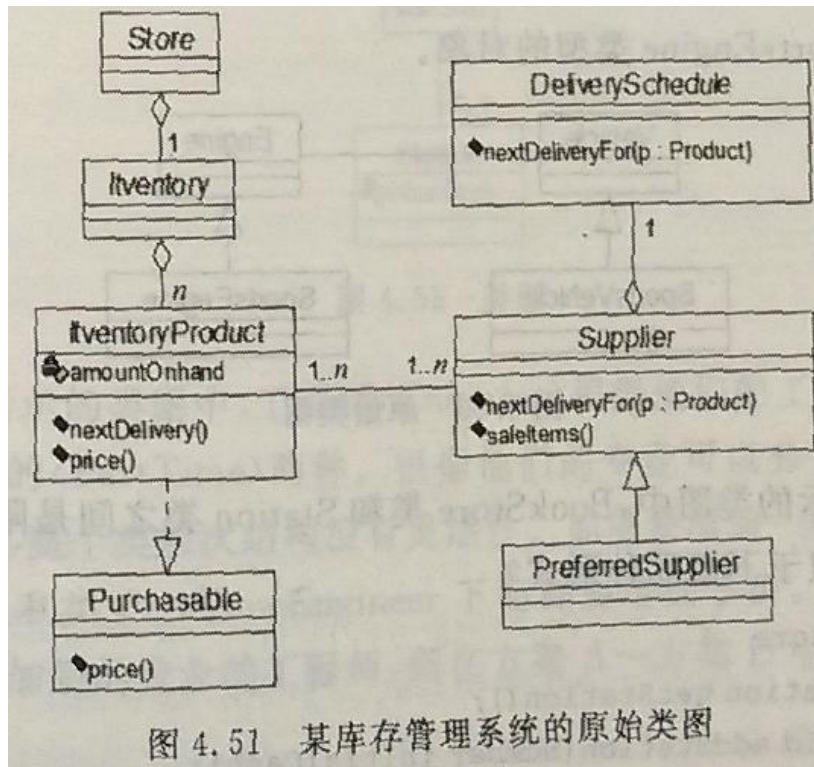 Store
1
Itventory
n
ItventoryProduct
amountOnhand
nextDelivery()
price()
Purchasable
price()
DeliverySchedule
nextDeliveryFor(p : Product)
1
Supplier
1..n
1..n
nextDeliveryFor(p : Product)
saleItems()
PreferredSupplier
图 4.51 某库存管理系统的原始类图